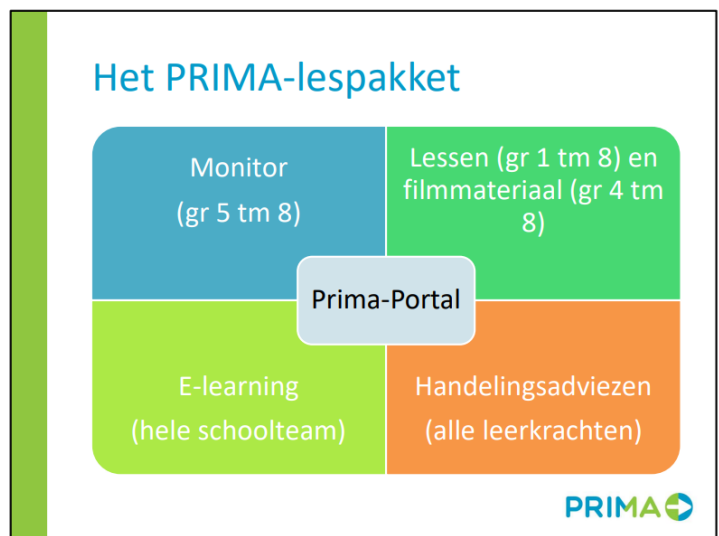 Het PRIMA-lespakket
Monitor
(gr 5 tm 8)
Lessen (gr 1 tm 8) en
filmmateriaal (gr 4 tm
8)
Prima-Portal
E-learning
(hele schoolteam)
Handelingsadviezen
(alle leerkrachten)
PRIMA